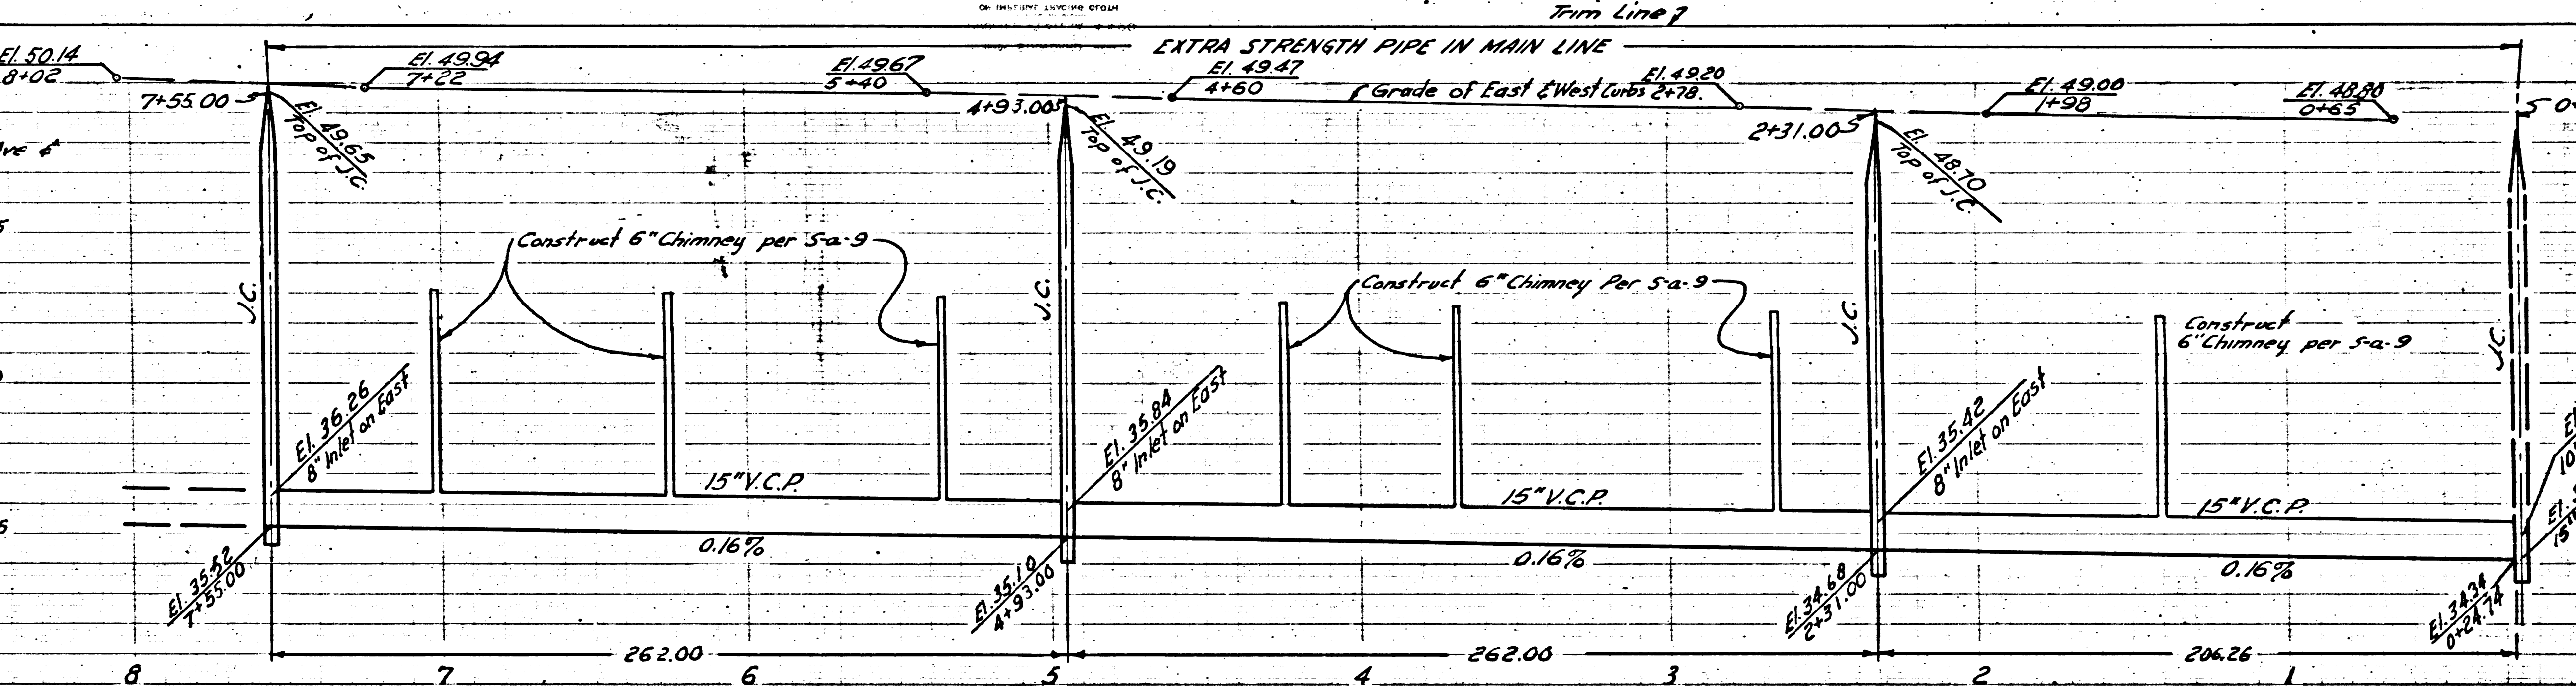 Trim Line
EXTRA STRENGTH PIPE IN MAIN LINE
El. 50.14
8+02
El. 49.94
7+22
El. 49.67
5+40
El. 49.47
4+60
Grade of East & West Curbs
El. 49.20
2+78.
El. 49.00
1+98
El. 48.80
0+65
7+55.00
4+93.00
2+31.00
El. 49.65
Top of J.C.
El. 49.19
Top of J.C.
El. 48.70
Top of J.C.
Construct 6" Chimney per S-a-9
Construct 6" Chimney Per S-a-9
Construct
6" Chimney per S-a-9
J.C.
J.C.
J.C.
J.C.
El. 36.26
8" Inlet on East
El. 35.84
8" Inlet on East
El. 35.42
8" Inlet on East
15" V.C.P.
15" V.C.P.
15" V.C.P.
0.16%
0.16%
0.16%
El. 35.52
7+55.00
El. 35.10
4+93.00
El. 34.68
2+31.00
El. 34.34
0+24.74
262.00
262.00
206.26
8 7 6 5 4 3 2 1